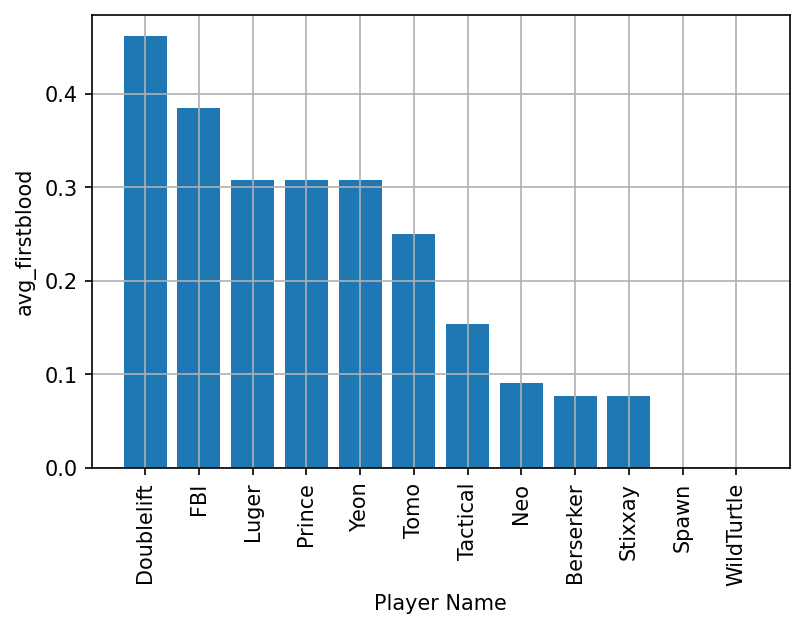 avg_firstblood
0.4
0.3
0.2
0.1
0.0
Doublelift
FBI
Luger
Prince
Yeon
Tomo
Tactical
Neo
Berserker
Stixxay
Spawn
WildTurtle
Player Name